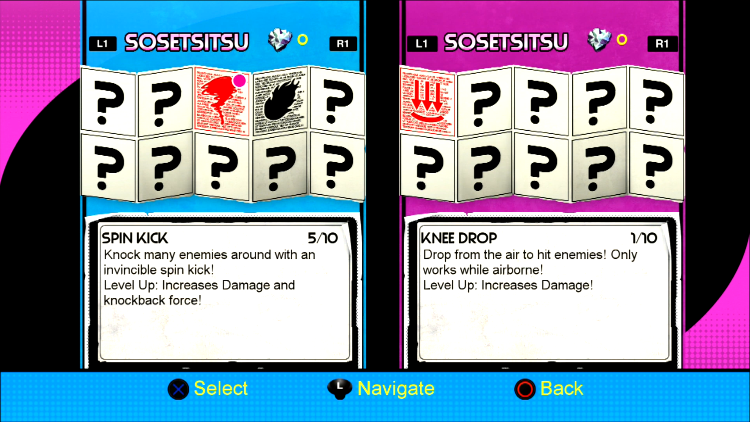 L1 SOSETSITSU 0 R1
? ? ?
? ? ? ? ?
SPIN KICK 5/10
Knock many enemies around with an
invincible spin kick!
Level Up: Increases Damage and
knockback force!
L1 SOSETSITSU 0 R1
? ? ? ?
? ? ? ? ?
KNEE DROP 1/10
Drop from the air to hit enemies! Only
works while airborne!
Level Up: Increases Damage!
Select L Navigate Back